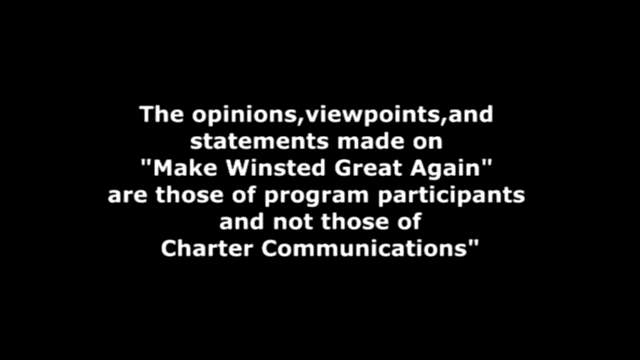 The opinions,viewpoints,and
statements made on
"Make Winsted Great Again"
are those of program participants
and not those of
Charter Communications"